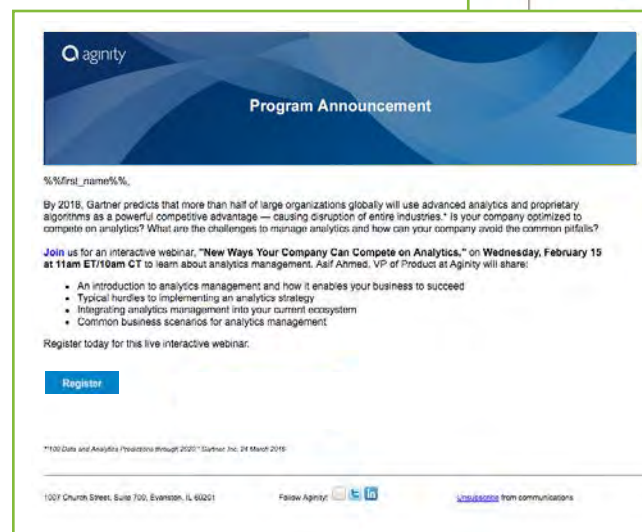 aginity
Program Announcement
%%first_name%%,
By 2018, Gartner predicts that more than half of large organizations globally will use advanced analytics and proprietary
algorithms as a powerful competitive advantage — causing disruption of entire industries.* Is your company optimized to
compete on analytics? What are the challenges to manage analytics and how can your company avoid the common pitfalls?
Join us for an interactive webinar, "New Ways Your Company Can Compete on Analytics," on Wednesday, February 15
at 11am ET/10am CT to learn about analytics management. Asif Ahmed, VP of Product at Aginity will share:
• An introduction to analytics management and how it enables your business to succeed
• Typical hurdles to implementing an analytics strategy
• Integrating analytics management into your current ecosystem
• Common business scenarios for analytics management
Register today for this live interactive webinar.
Register
*"100 Data and Analytics Predictions through 2020." Gartner, Inc. 24 March 2016
1007 Church Street, Suite 700, Evanston, IL 60201 Follow Aginity: Unsubscribe from communications